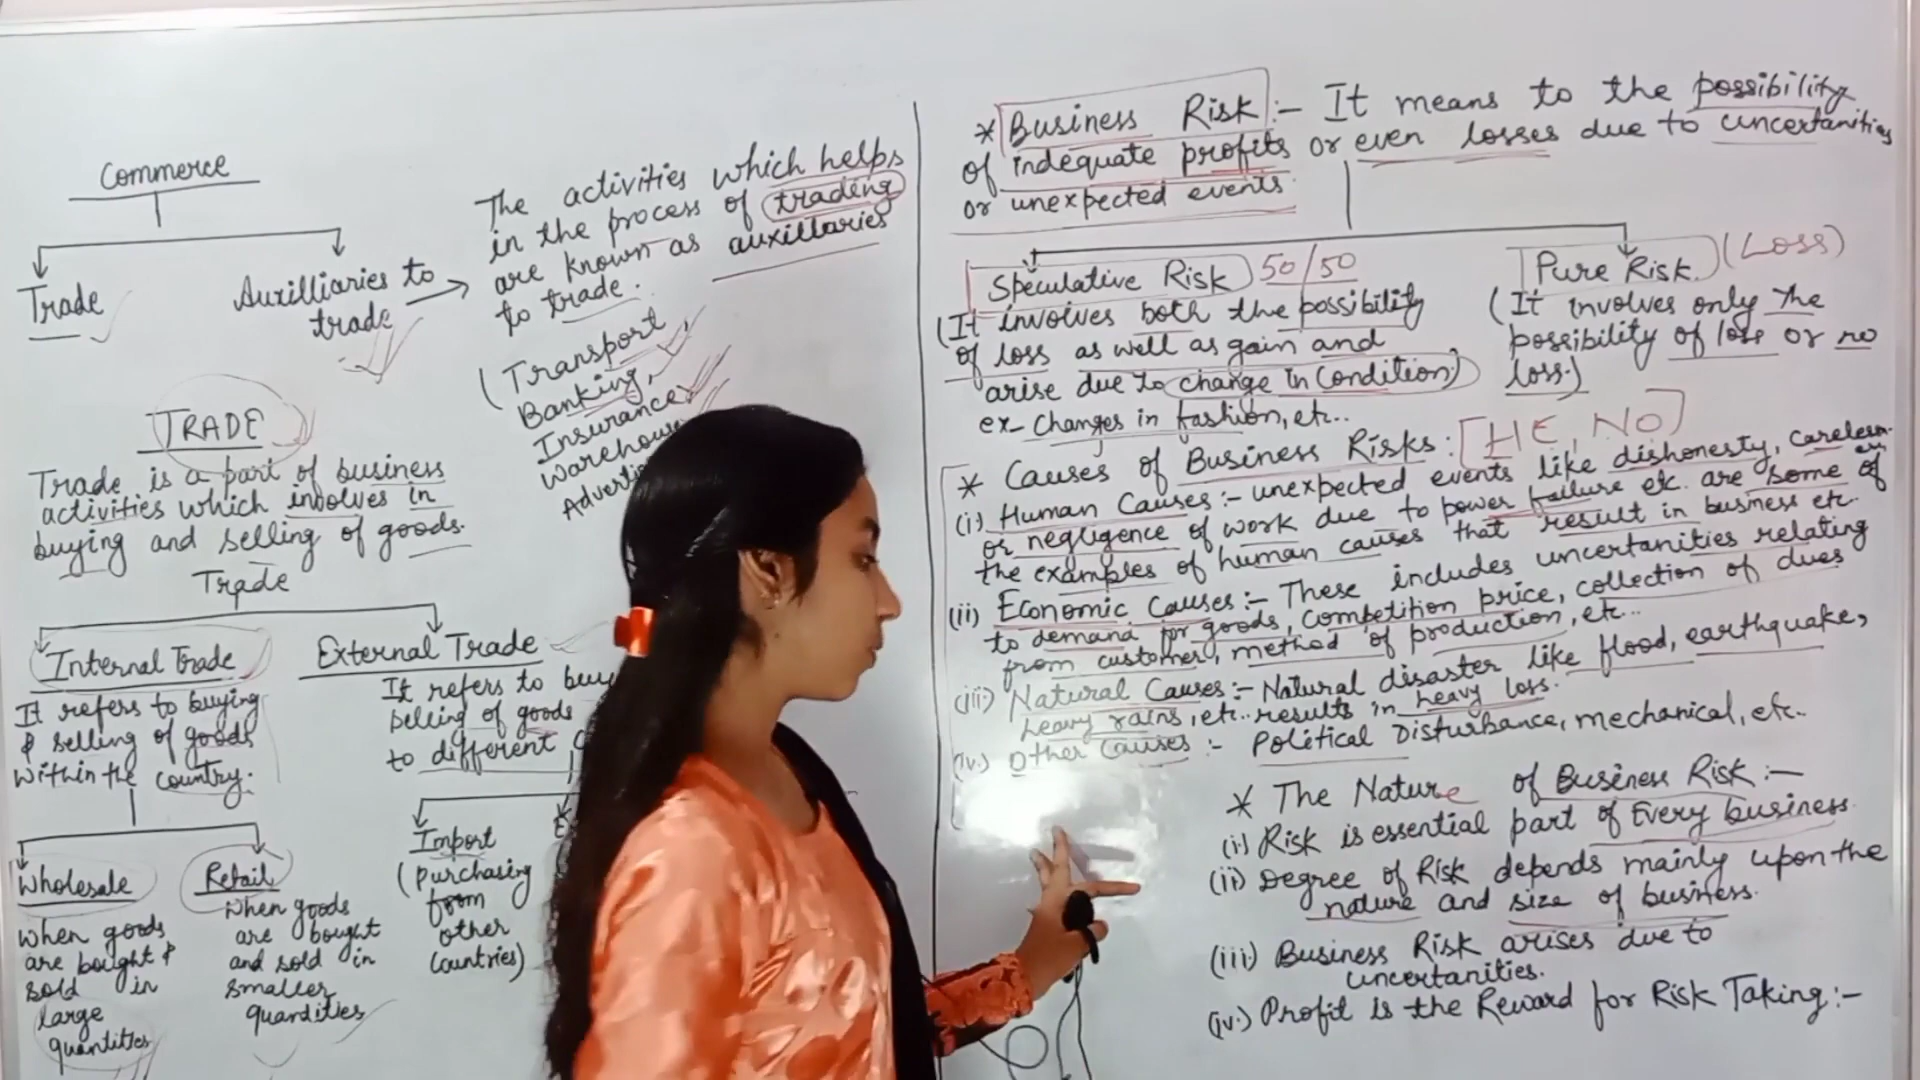 Commerce
Trade
Auxilliaries to
trade
The activities which helps
in the process of trading
are known as auxillaries
to trade.
(Transport,
Banking,
Insurance,
Warehous
Adverti
TRADE
Trade is a part of business
activities which involves in
buying and selling of goods.
Trade
Internal Trade
It refers to buying
& selling of goods
Within the country.
External Trade
It refers to buy
selling of goods
to different
Wholesale
When goods
are bought &
sold in
large
quantities
Retail
When goods
are bought
and sold in
smaller
quantities
Import
(purchasing
from
other
Countries)
* Business Risk :- It means to the possibility
of indequate profits or even losses due to uncertanities
or unexpected events.
Speculative Risk 50/50
(It involves both the possibility
of loss as well as gain and
arise due to change in Condition)
ex- Changes in fashion, etc..
Pure Risk. (Loss)
(It involves only the
possibility of loss or no
loss.)
* Causes of Business Risks: [HE, NO]
(i.) Human Causes:- unexpected events like dishonesty, careless
or negligence of work due to power failure etc. are some of
the examples of human causes that result in busness etc.
(ii) Economic Causes:- These includes uncertanities relating
to demand for goods, competition price, collection of dues
from customer, method of production, etc...
(iii) Natural Causes:- Natural disaster like flood, earthquake,
heavy rains, etc.. results in heavy loss.
(iv.) Other Causes :- Political Disturbance, mechanical, etc..
* The Nature of Business Risk :-
(i.) Risk is essential part of Every business.
(ii) Degree of Risk depends mainly upon the
nature and size of business.
(iii) Business Risk arises due to
uncertanities.
(iv.) Profit is the Reward for Risk Taking:-